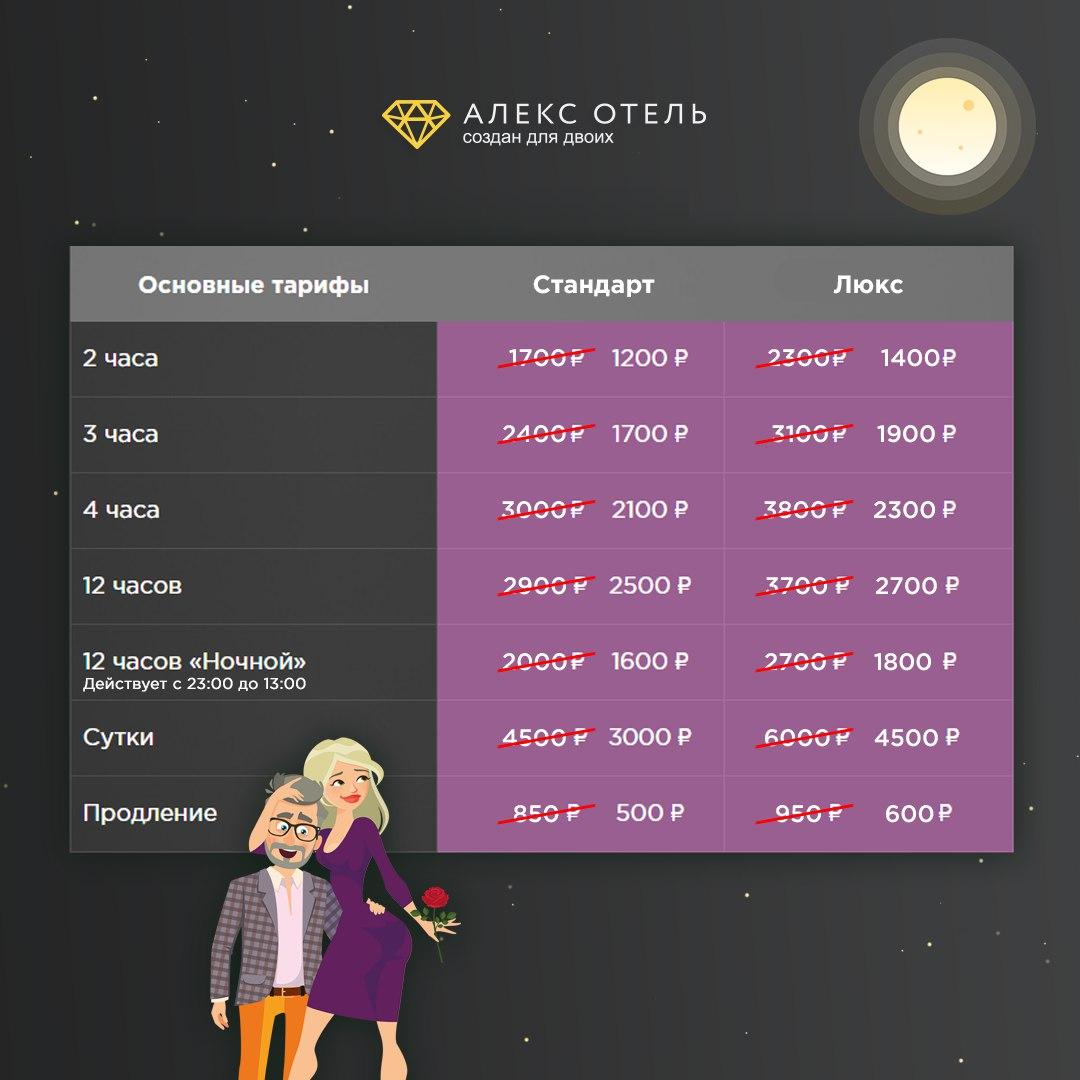 АЛЕКС ОТЕЛЬ
создан для двоих
Основные тарифы Стандарт Люкс
2 часа 1700 ₽ 1200 ₽ 2300₽ 1400₽
3 часа 2400₽ 1700 ₽ 3100₽ 1900 ₽
4 часа 3000₽ 2100 ₽ 3800₽ 2300 ₽
12 часов 2900 ₽ 2500 ₽ 3700 ₽ 2700 ₽
12 часов «Ночной» 2000₽ 1600 ₽ 2700 ₽ 1800 ₽
Действует с 23:00 до 13:00
Сутки 4500 ₽ 3000 ₽ 6000₽ 4500 ₽
Продление 850 ₽ 500 ₽ 950 ₽ 600₽